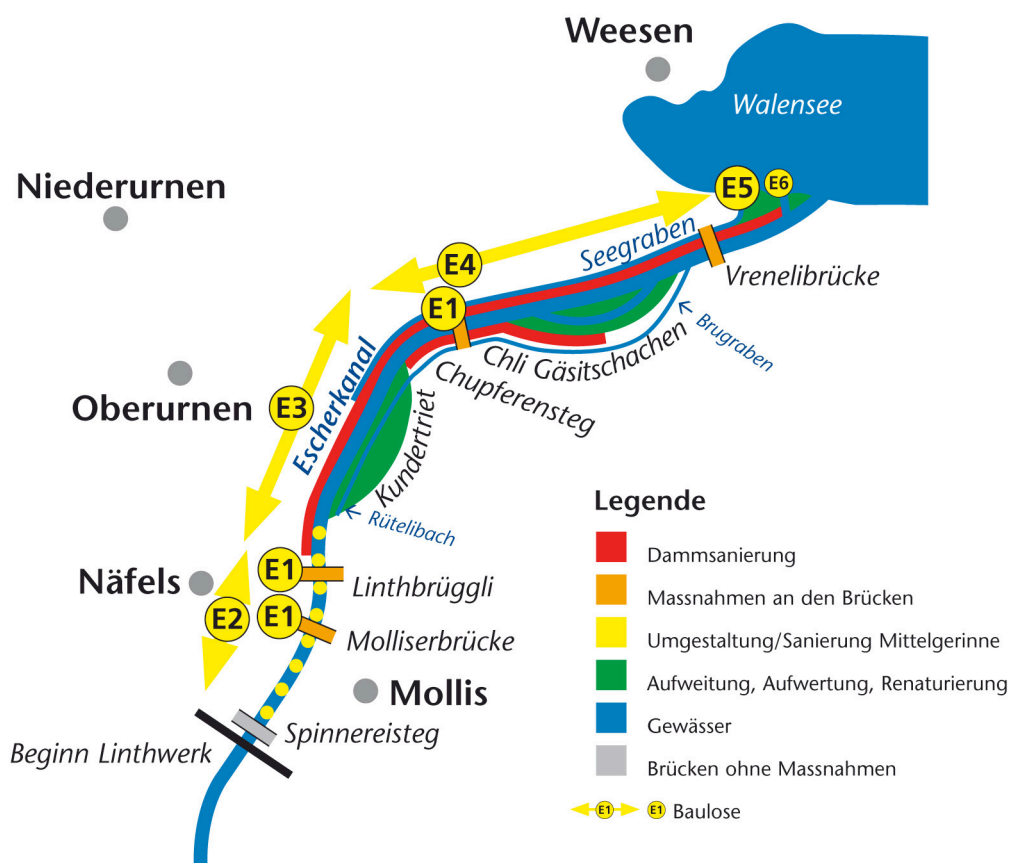 Weesen
Walensee
Niederurnen
E5
E6
Seegraben
E4
Vrenelibrücke
E1
Brugraben
Chli Gäsitschachen
Chupferensteg
Escherkanal
Oberurnen
E3
Kundertriet
Rütelibach
Näfels
E1
Linthbrüggli
E2
E1
Molliserbrücke
Mollis
Spinnereisteg
Beginn Linthwerk
Legende
Dammsanierung
Massnahmen an den Brücken
Umgestaltung/Sanierung Mittelgerinne
Aufweitung, Aufwertung, Renaturierung
Gewässer
Brücken ohne Massnahmen
E1 E1 Baulose